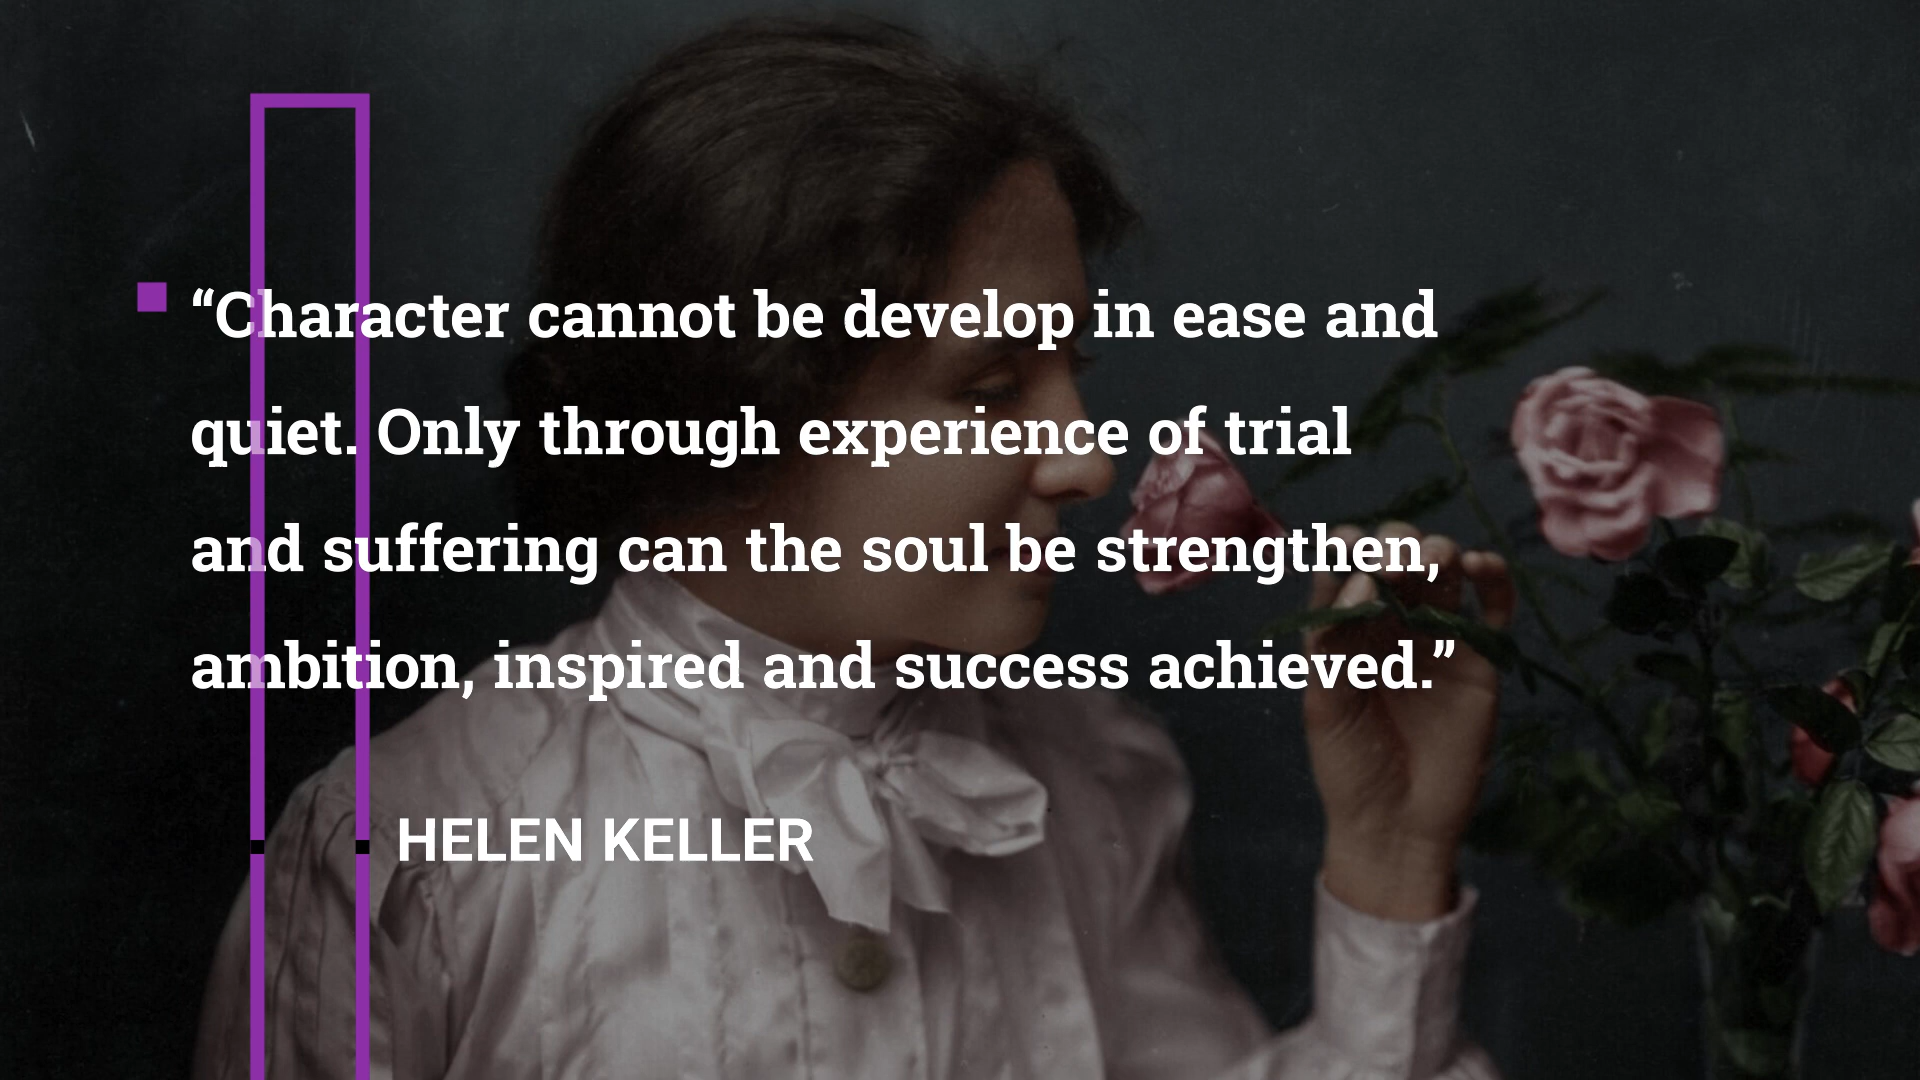 “Character cannot be develop in ease and
quiet. Only through experience of trial
and suffering can the soul be strengthen,
ambition, inspired and success achieved.”
HELEN KELLER